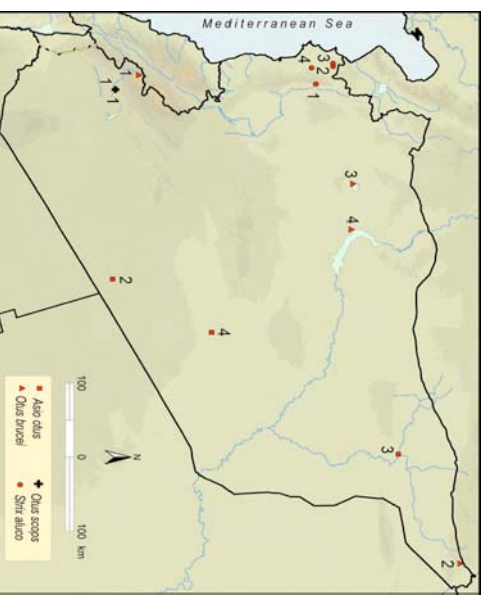 Mediterranean Sea
2
3
3
4
3
2
1
4
4
2
N
1
1
1
100 0 100 km
Asio otus
Otus scops
Otus brucei
Strix aluco